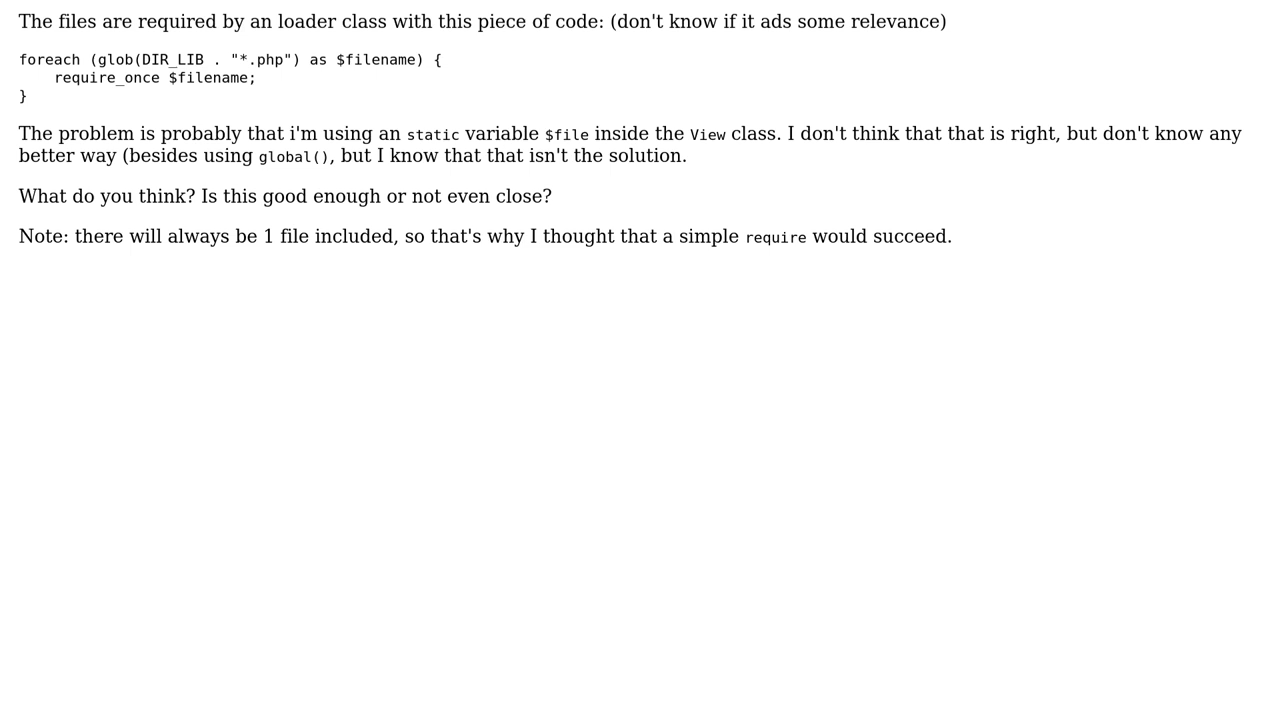 The files are required by an loader class with this piece of code: (don't know if it ads some relevance)
foreach (glob(DIR_LIB . "*.php") as $filename) {
    require_once $filename;
}
The problem is probably that i'm using an static variable $file inside the View class. I don't think that that is right, but don't know any
better way (besides using global(), but I know that that isn't the solution.
What do you think? Is this good enough or not even close?
Note: there will always be 1 file included, so that's why I thought that a simple require would succeed.